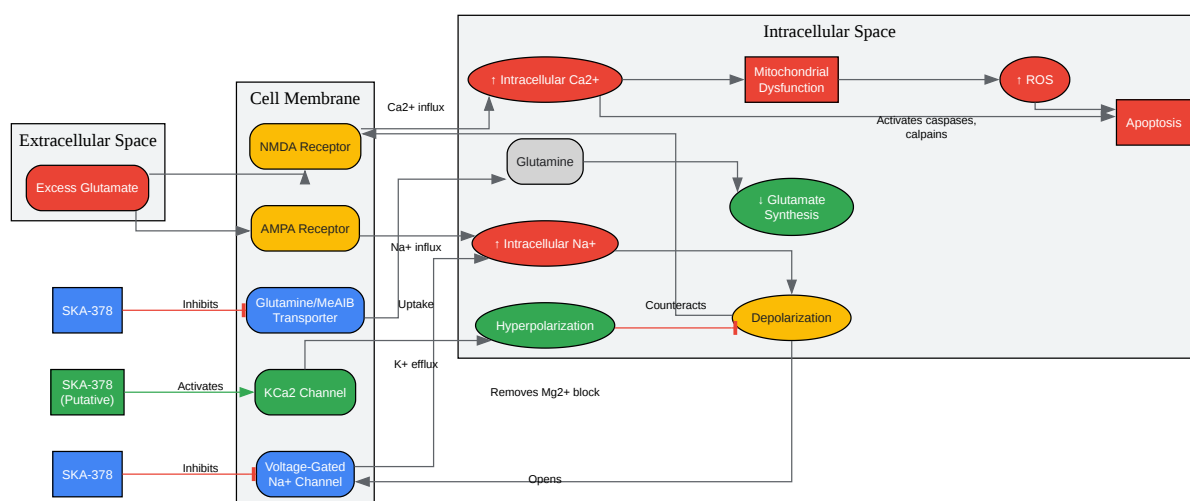 Extracellular Space
Excess Glutamate
Cell Membrane
NMDA Receptor
AMPA Receptor
Glutamine/MeAIB
Transporter
KCa2 Channel
Voltage-Gated
Na+ Channel
SKA-378
Inhibits
SKA-378
(Putative)
Activates
SKA-378
Inhibits
Intracellular Space
↑ Intracellular Ca2+
Mitochondrial
Dysfunction
↑ ROS
Apoptosis
Ca2+ influx
Activates caspases,
calpains
Glutamine
↓ Glutamate
Synthesis
↑ Intracellular Na+
Na+ influx
Uptake
Counteracts
Hyperpolarization
Depolarization
K+ efflux
Removes Mg2+ block
Opens